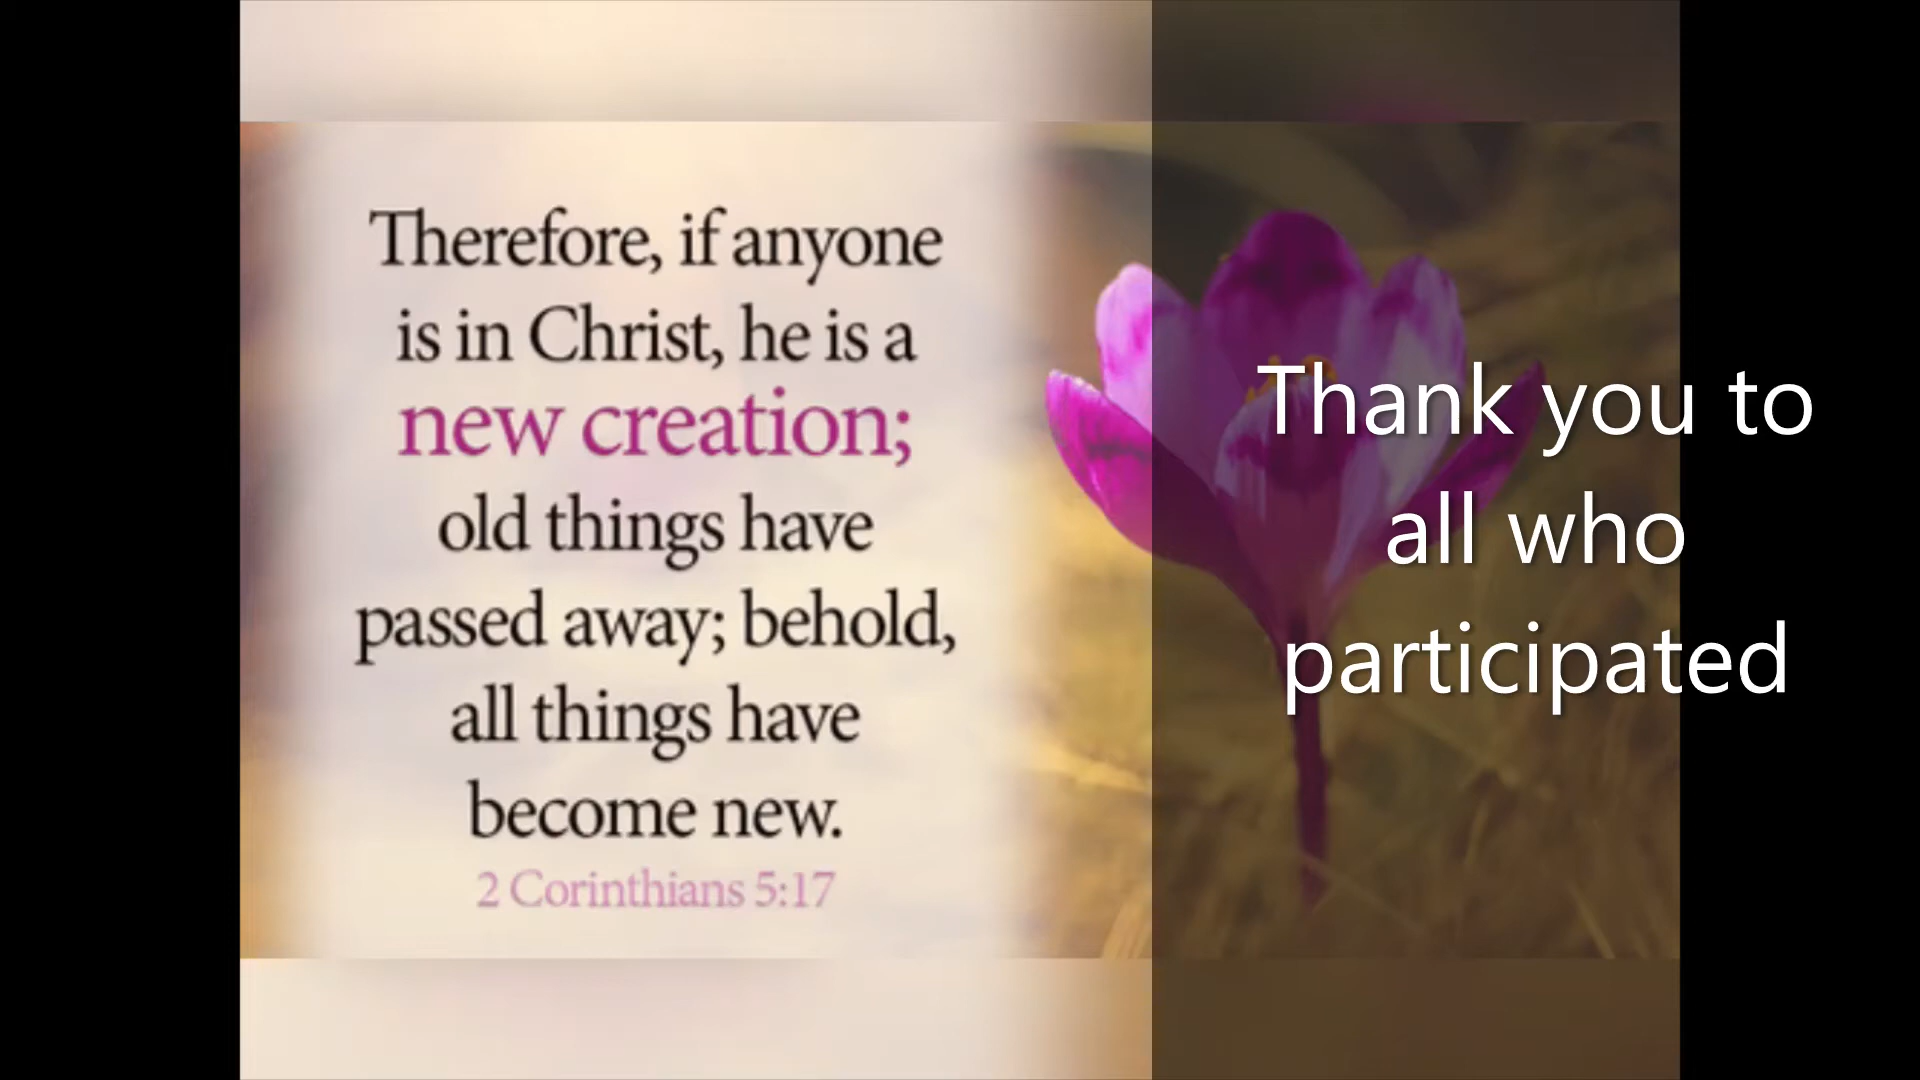 Therefore, if anyone
is in Christ, he is a
new creation;
old things have
passed away; behold,
all things have
become new.
2 Corinthians 5:17
Thank you to
all who
participated